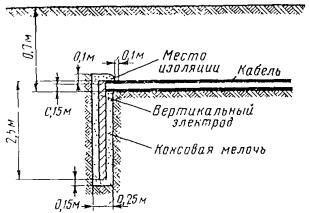 0,7м
0,1м
0,1м
Место
изоляции
Кабель
0,15м
Вертикальный
электрод
2,5м
Коксовая мелочь
0,15м
0,25м